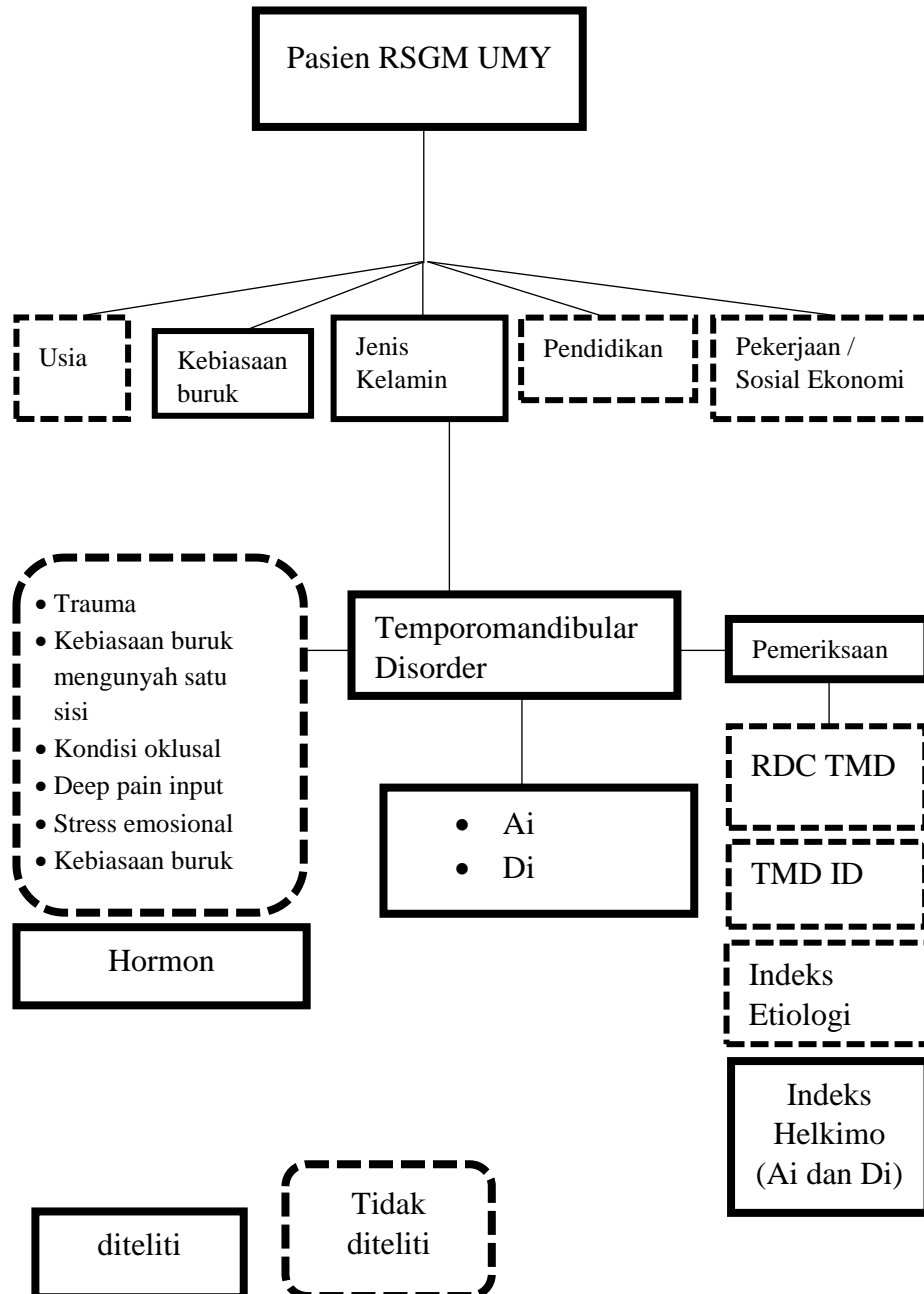 Pasien RSGM UMY
Usia
Kebiasaan
buruk
Jenis
Kelamin
Pendidikan
Pekerjaan /
Sosial Ekonomi
• Trauma
• Kebiasaan buruk
mengunyah satu
sisi
• Kondisi oklusal
• Deep pain input
• Stress emosional
• Kebiasaan buruk
Hormon
Temporomandibular
Disorder
• Ai
• Di
Pemeriksaan
RDC TMD
TMD ID
Indeks
Etiologi
Indeks
Helkimo
(Ai dan Di)
diteliti
Tidak
diteliti